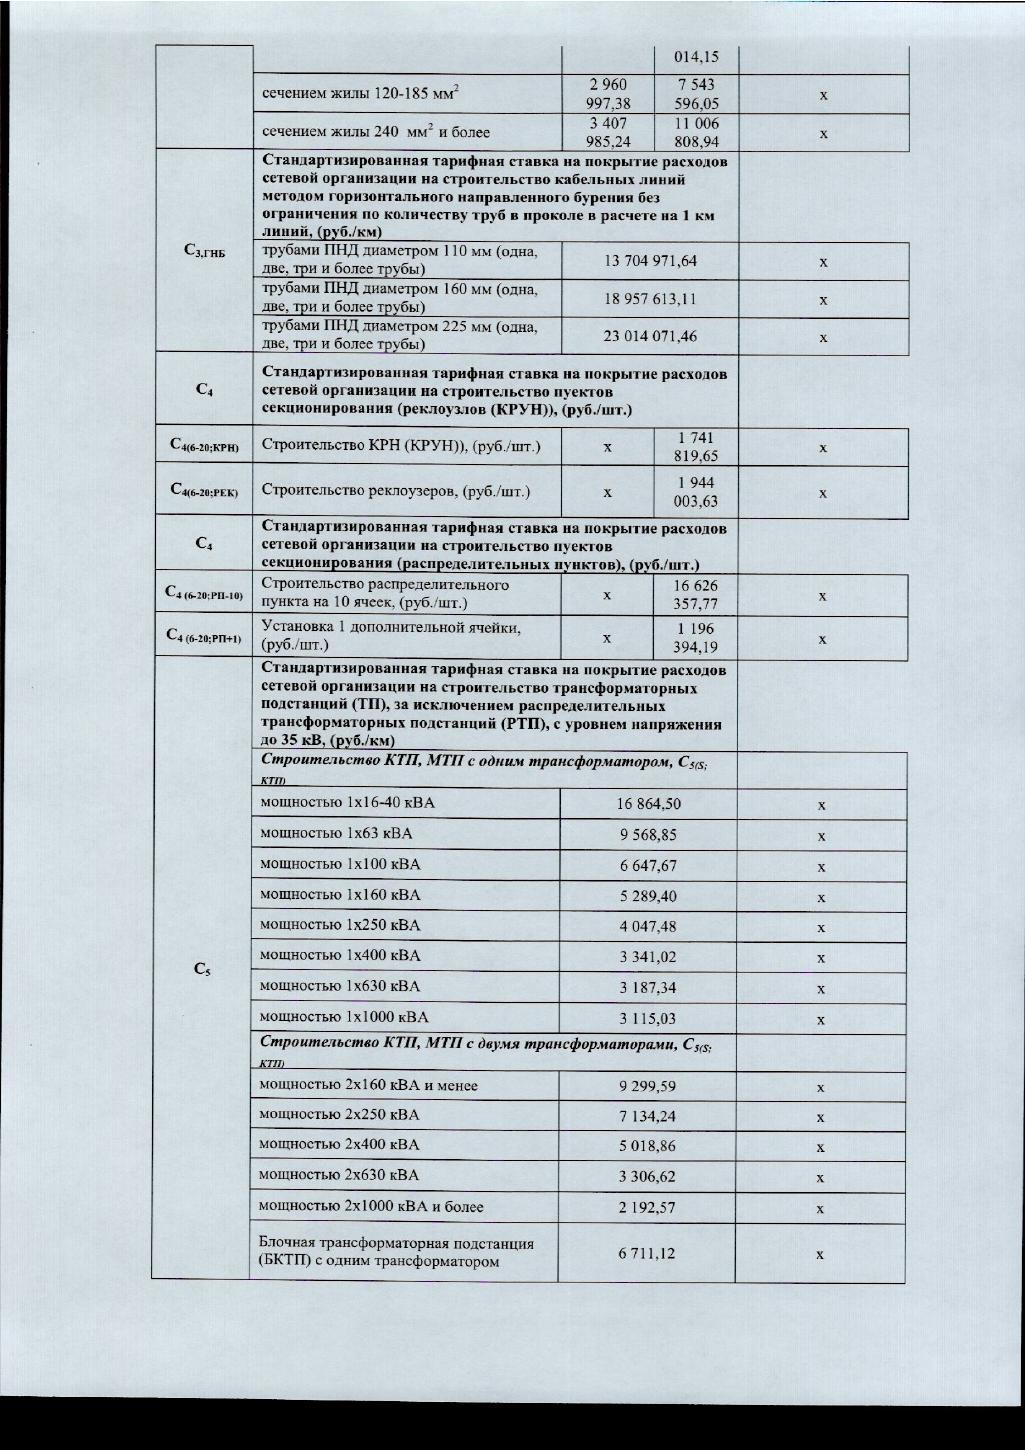 014,15
сечением жилы 120-185 мм² 2 960 997,38 7 543 596,05 x
сечением жилы 240 мм² и более 3 407 985,24 11 006 808,94 x
С3,ГНБ
Стандартизированная тарифная ставка на покрытие расходов
сетевой организации на строительство кабельных линий
методом горизонтального направленного бурения без
ограничения по количеству труб в проколе в расчете на 1 км
линий, (руб./км)
трубами ПНД диаметром 110 мм (одна,
две, три и более трубы) 13 704 971,64 x
трубами ПНД диаметром 160 мм (одна,
две, три и более трубы) 18 957 613,11 x
трубами ПНД диаметром 225 мм (одна,
две, три и более трубы) 23 014 071,46 x
С4
Стандартизированная тарифная ставка на покрытие расходов
сетевой организации на строительство пуектов
секционирования (реклоузлов (КРУН)), (руб./шт.)
С4(6-20;КРН) Строительство КРН (КРУН)), (руб./шт.) x 1 741 819,65 x
С4(6-20;РЕК) Строительство реклоузеров, (руб./шт.) x 1 944 003,63 x
С4
Стандартизированная тарифная ставка на покрытие расходов
сетевой организации на строительство пуектов
секционирования (распределительных пунктов), (руб./шт.)
С4 (6-20;РП-10) Строительство распределительного
пункта на 10 ячеек, (руб./шт.) x 16 626 357,77 x
С4 (6-20;РП+1) Установка 1 дополнительной ячейки,
(руб./шт.) x 1 196 394,19 x
С5
Стандартизированная тарифная ставка на покрытие расходов
сетевой организации на строительство трансформаторных
подстанций (ТП), за исключением распределительных
трансформаторных подстанций (РТП), с уровнем напряжения
до 35 кВ, (руб./км)
Строительство КТП, МТП с одним трансформатором, С5(S;
КТП)
мощностью 1x16-40 кВА 16 864,50 x
мощностью 1x63 кВА 9 568,85 x
мощностью 1x100 кВА 6 647,67 x
мощностью 1x160 кВА 5 289,40 x
мощностью 1x250 кВА 4 047,48 x
мощностью 1x400 кВА 3 341,02 x
мощностью 1x630 кВА 3 187,34 x
мощностью 1x1000 кВА 3 115,03 x
Строительство КТП, МТП с двумя трансформаторами, С5(S;
КТП)
мощностью 2x160 кВА и менее 9 299,59 x
мощностью 2x250 кВА 7 134,24 x
мощностью 2x400 кВА 5 018,86 x
мощностью 2x630 кВА 3 306,62 x
мощностью 2x1000 кВА и более 2 192,57 x
Блочная трансформаторная подстанция
(БКТП) с одним трансформатором 6 711,12 x